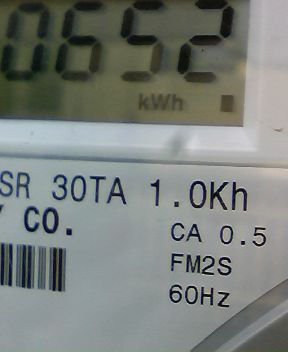 0652
kWh
SR 30TA 1.0Kh
Y CO.
CA 0.5
FM2S
60Hz